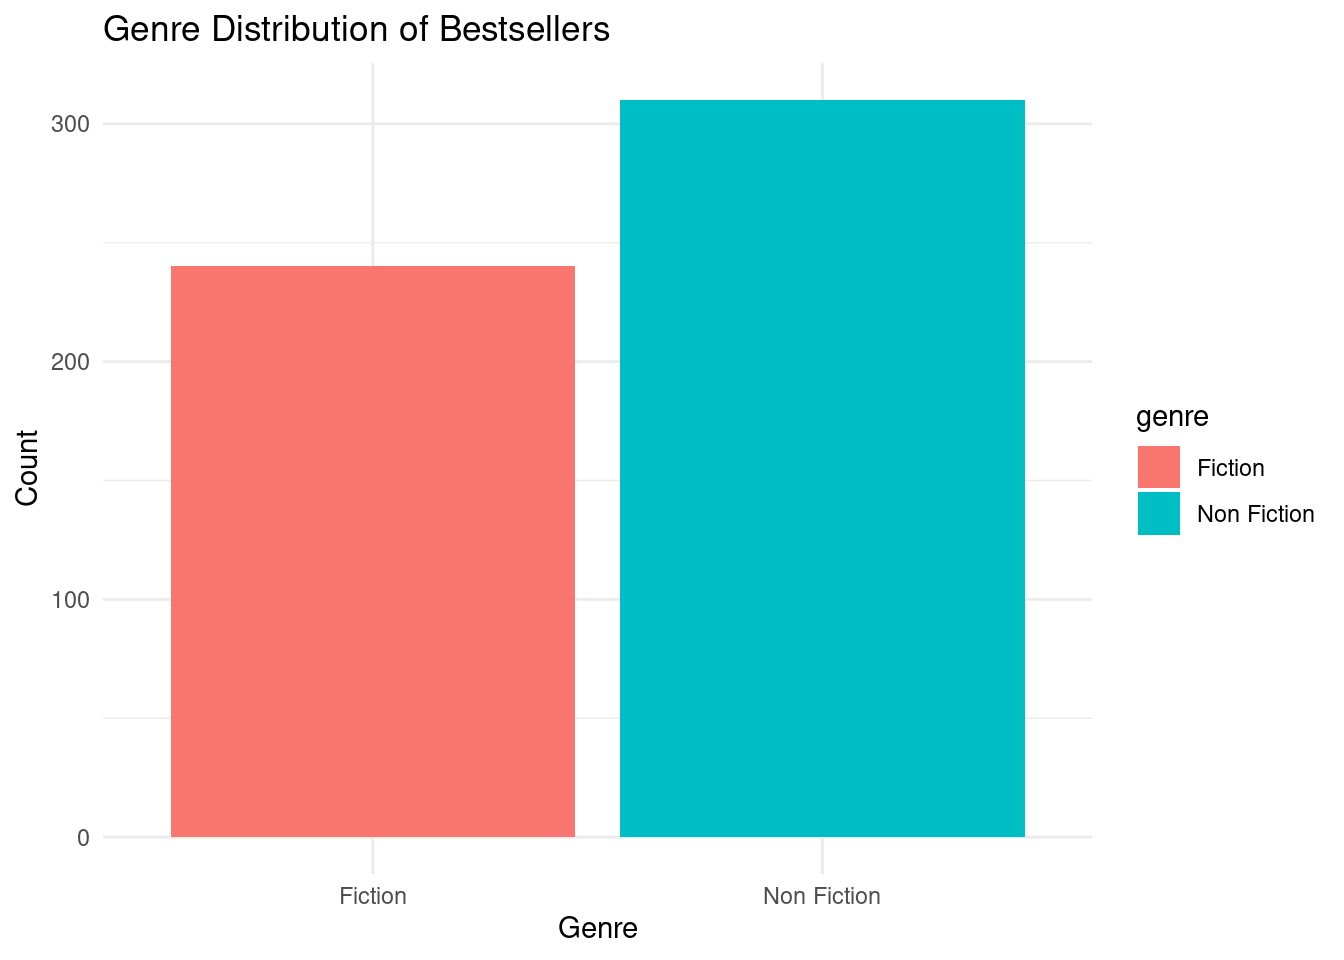 Genre Distribution of Bestsellers
300
200
100
0
Count
Fiction
Non Fiction
Genre
genre
Fiction
Non Fiction